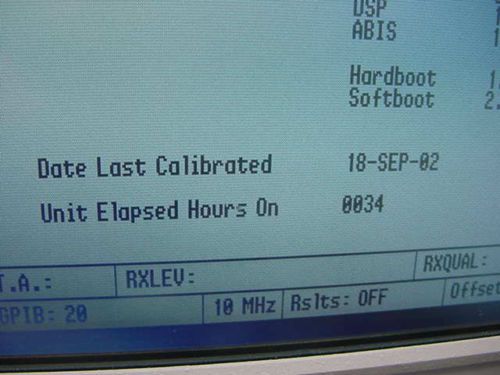 DSP
ABIS
Hardboot
Softboot
Date Last Calibrated 18-SEP-02
Unit Elapsed Hours On 0034
T.A.: RXLEV: RXQUAL:
GPIB: 20 10 MHz Rslts: OFF Offset